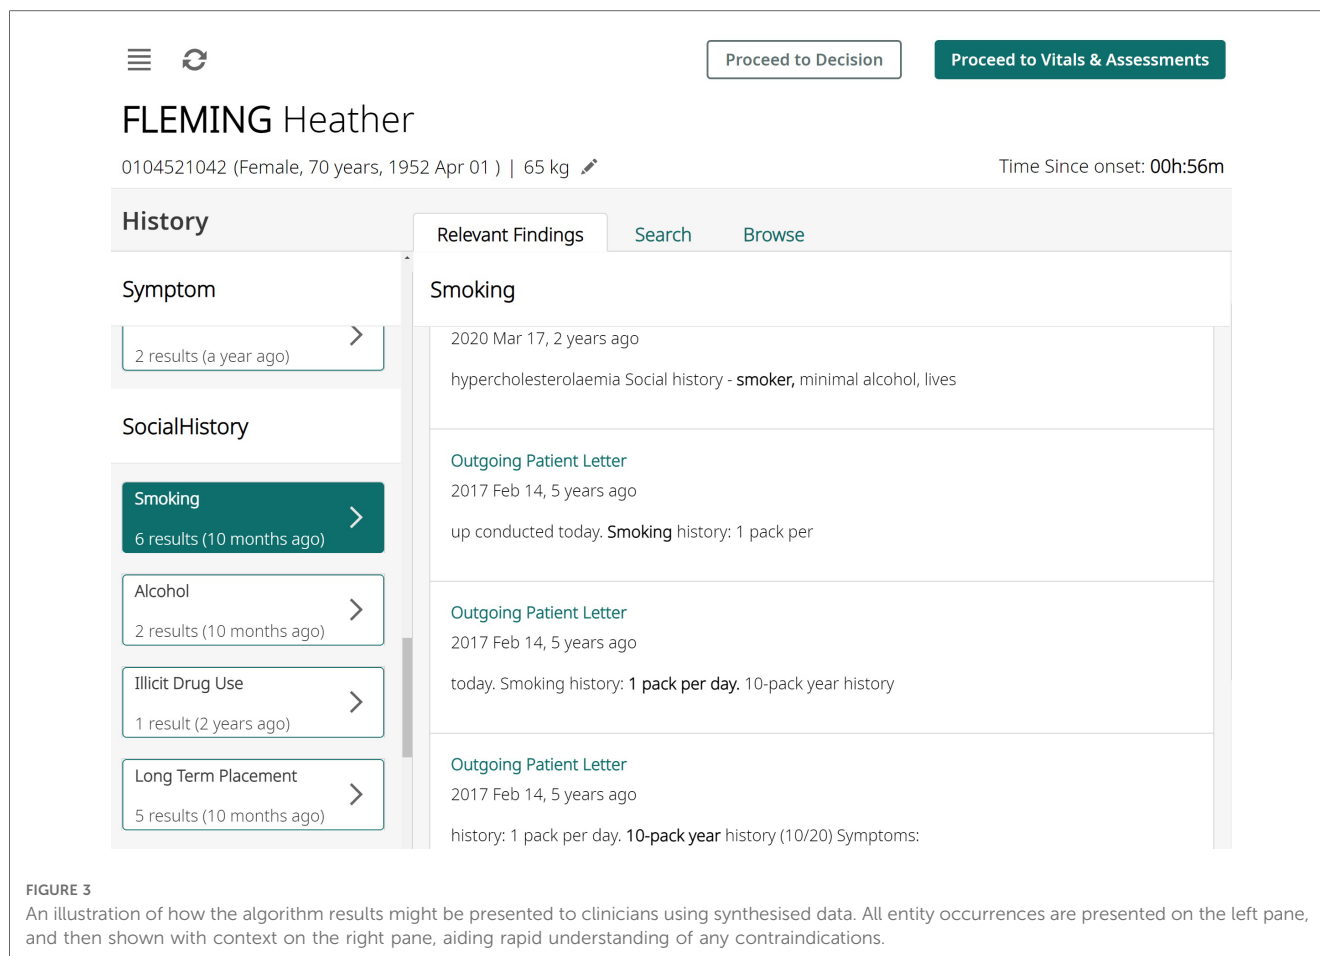 Proceed to Decision
Proceed to Vitals & Assessments
FLEMING Heather
0104521042 (Female, 70 years, 1952 Apr 01 ) | 65 kg
Time Since onset: 00h:56m
History
Relevant Findings
Search
Browse
Symptom
2 results (a year ago)
SocialHistory
Smoking
6 results (10 months ago)
Alcohol
2 results (10 months ago)
Illicit Drug Use
1 result (2 years ago)
Long Term Placement
5 results (10 months ago)
Smoking
2020 Mar 17, 2 years ago
hypercholesterolaemia Social history - smoker, minimal alcohol, lives
Outgoing Patient Letter
2017 Feb 14, 5 years ago
up conducted today. Smoking history: 1 pack per
Outgoing Patient Letter
2017 Feb 14, 5 years ago
today. Smoking history: 1 pack per day. 10-pack year history
Outgoing Patient Letter
2017 Feb 14, 5 years ago
history: 1 pack per day. 10-pack year history (10/20) Symptoms:
FIGURE 3
An illustration of how the algorithm results might be presented to clinicians using synthesised data. All entity occurrences are presented on the left pane,
and then shown with context on the right pane, aiding rapid understanding of any contraindications.